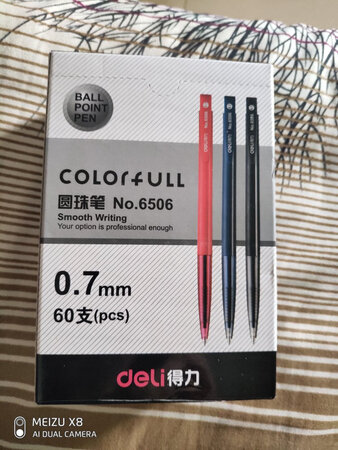 BALL
POINT
PEN
COLORFULL
圆珠笔 No.6506
Smooth Writing
Your option is professional enough
0.7mm
60支(pcs)
deli得力
MEIZU X8
AI DUAL CAMERA